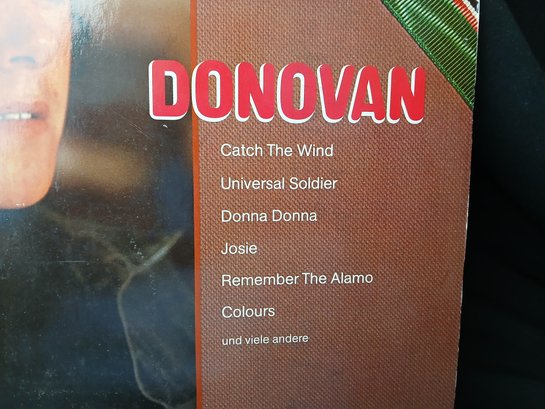 DONOVAN
Catch The Wind
Universal Soldier
Donna Donna
Josie
Remember The Alamo
Colours
und viele andere